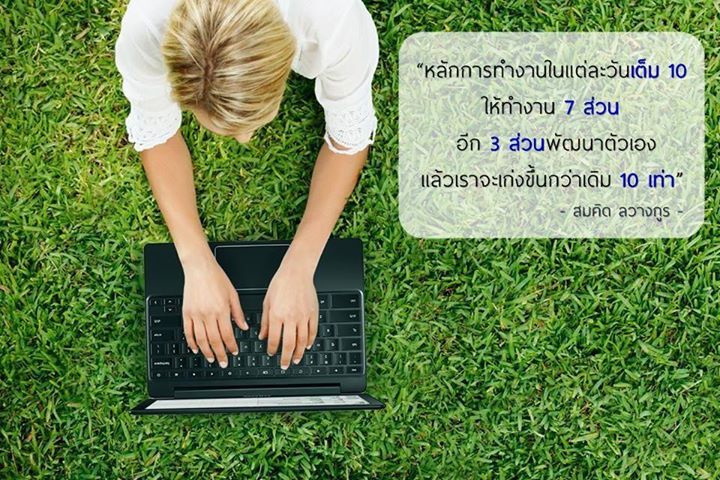 “หลักการทำงานในแต่ละวันเต็ม 10
ให้ทำงาน 7 ส่วน
อีก 3 ส่วนพัฒนาตัวเอง
แล้วเราจะเก่งขึ้นกว่าเดิม 10 เท่า”
- สมคิด ลวางกูร -